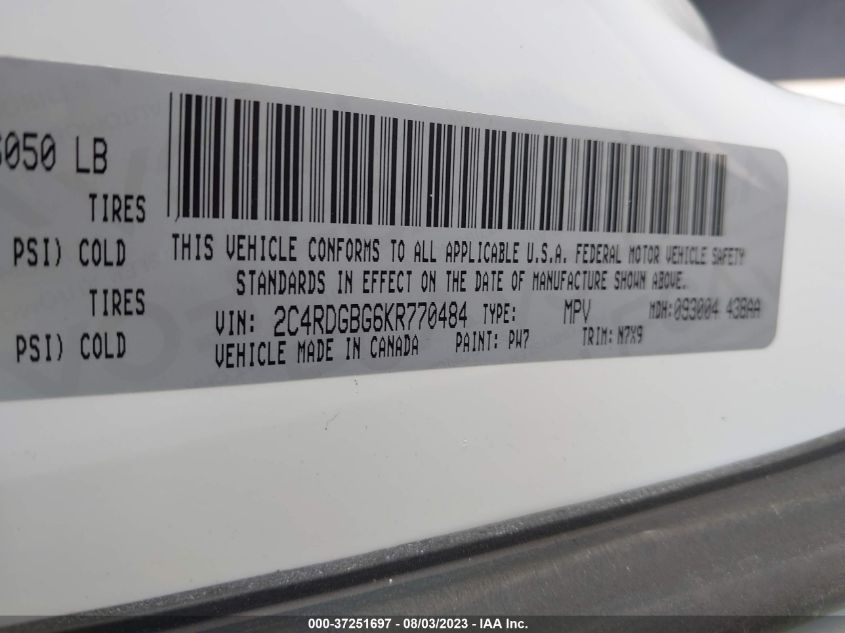 6050 LB
TIRES
PSI) COLD
TIRES
PSI) COLD
THIS VEHICLE CONFORMS TO ALL APPLICABLE U.S.A. FEDERAL MOTOR VEHICLE SAFETY
STANDARDS IN EFFECT ON THE DATE OF MANUFACTURE SHOWN ABOVE.
VIN: 2C4RDGBG6KR770484 TYPE: MPV MDH:093004 438AA
VEHICLE MADE IN CANADA PAINT: PW7 TRIM: N7X9
000-37251697 - 08/03/2023 - IAA Inc.